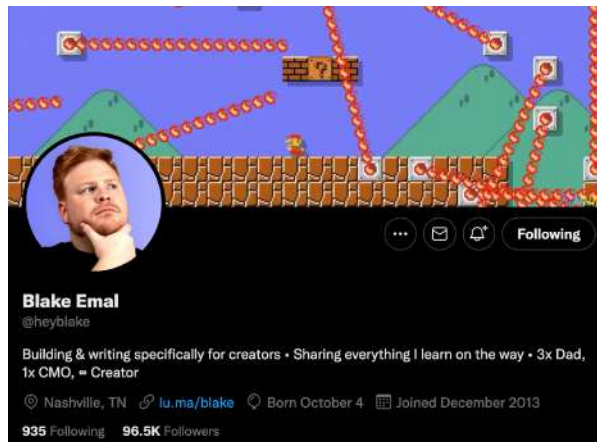 ?
Following
Blake Emal
@heyblake
Building & writing specifically for creators • Sharing everything I learn on the way • 3x Dad,
1x CMO, ∞ Creator
Nashville, TN lu.ma/blake Born October 4 Joined December 2013
935 Following 96.5K Followers